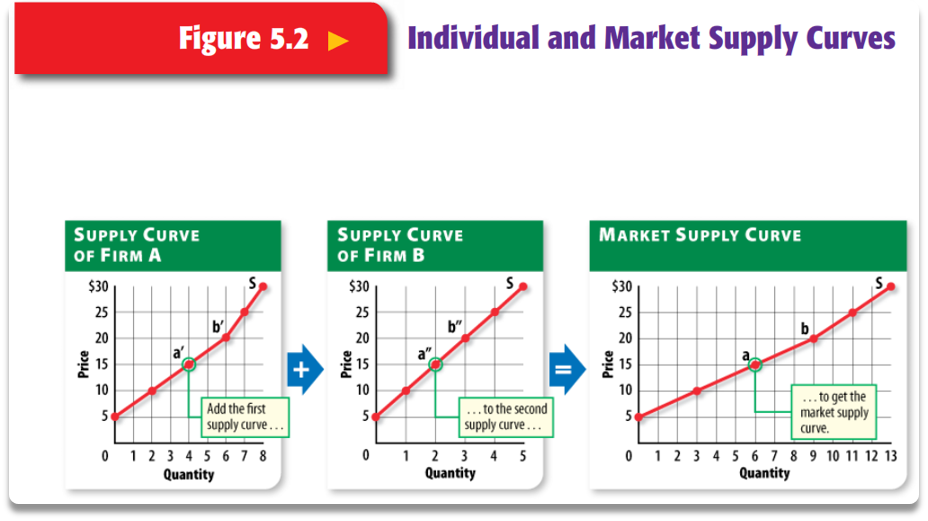 Figure 5.2 ► Individual and Market Supply Curves
SUPPLY CURVE
OF FIRM A
$30
25
20
15
10
5
Price
S
b′
a′
Add the first
supply curve . . .
0 1 2 3 4 5 6 7 8
Quantity
+
SUPPLY CURVE
OF FIRM B
$30
25
20
15
10
5
Price
S
b″
a″
. . . to the second
supply curve . . .
0 1 2 3 4 5
Quantity
=
MARKET SUPPLY CURVE
$30
25
20
15
10
5
Price
S
b
a
. . . to get the
market supply
curve.
0 1 2 3 4 5 6 7 8 9 10 11 12 13
Quantity